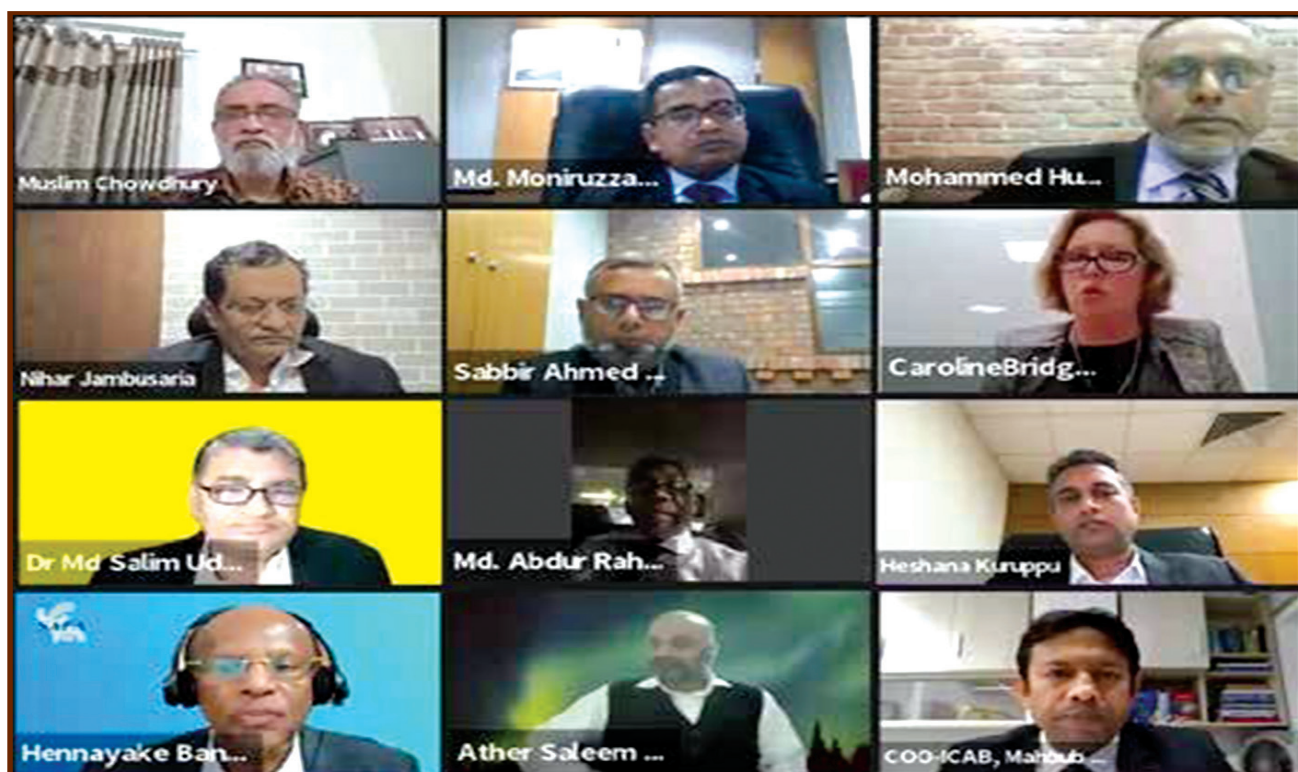 Muslim Chowdhury
Md. Moniruzza...
Mohammed Hu...
Nihar Jambusaria
Sabbir Ahmed ...
CarolineBridg...
Dr Md Salim Ud...
Md. Abdur Rah...
Heshana Kuruppu
Hennayake Ban...
Ather Saleem ...
COO-ICAB, Mahbub ...